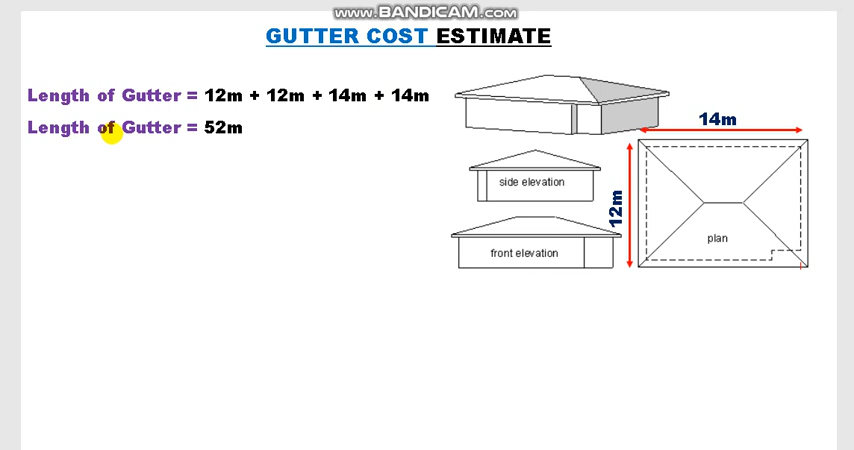 www.BANDICAM.com
GUTTER COST ESTIMATE
Length of Gutter = 12m + 12m + 14m + 14m
Length of Gutter = 52m
14m
12m
side elevation
front elevation
plan